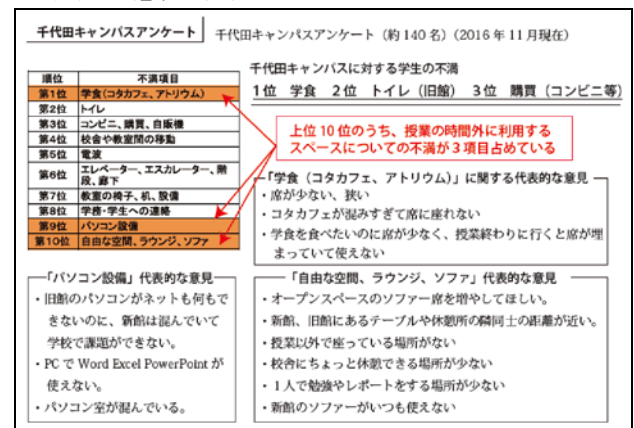 千代田キャンパスアンケート
千代田キャンパスアンケート（約140名）（2016年11月現在）
順位 不満項目
第1位 学食（コタカフェ、アトリウム）
第2位 トイレ
第3位 コンビニ、購買、自販機
第4位 校舎や教室間の移動
第5位 電波
第6位 エレベーター、エスカレーター、階段、廊下
第7位 教室の椅子、机、設備
第8位 学務・学生への連絡
第9位 パソコン設備
第10位 自由な空間、ラウンジ、ソファ
千代田キャンパスに対する学生の不満
1位 学食 2位 トイレ（旧館） 3位 購買（コンビニ等）
上位10位のうち、授業の時間外に利用する
スペースについての不満が3項目占めている
「学食（コタカフェ、アトリウム）」に関する代表的な意見
・席が少ない、狭い
・コタカフェが混みすぎて席に座れない
・学食を食べたいのに席が少なく、授業終わりに行くと席が埋
まっていて使えない
「パソコン設備」代表的な意見
・旧館のパソコンがネットも何もで
きないのに、新館は混んでいて
学校で課題ができない。
・PCでWord Excel PowerPointが
使えない。
・パソコン室が混んでいる。
「自由な空間、ラウンジ、ソファ」代表的な意見
・オープンスペースのソファー席を増やしてほしい。
・新館、旧館にあるテーブルや休憩所の隣同士の距離が近い。
・授業以外で座っている場所がない
・校舎にちょっと休憩できる場所が少ない
・1人で勉強やレポートをする場所が少ない
・新館のソファーがいつも使えない